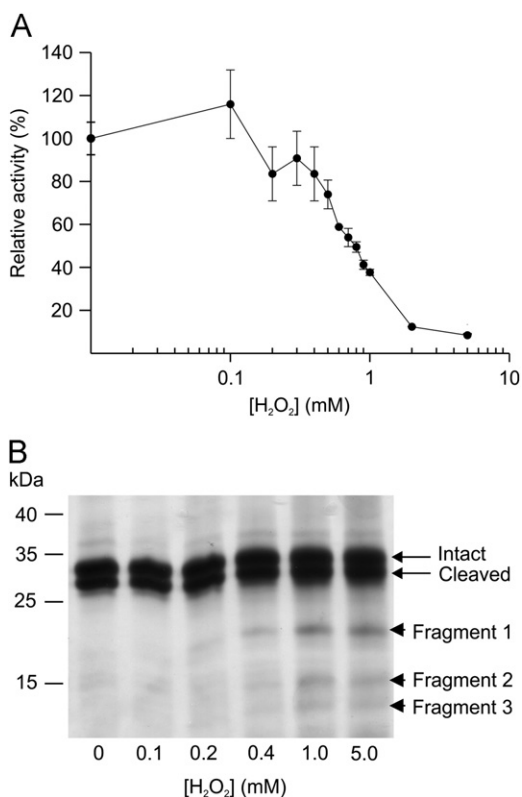 A
140
120
100
80
60
40
20
Relative activity (%)
0.1 1 10
[H₂O₂] (mM)
B
kDa
40
35
25
15
Intact
Cleaved
Fragment 1
Fragment 2
Fragment 3
0 0.1 0.2 0.4 1.0 5.0
[H₂O₂] (mM)